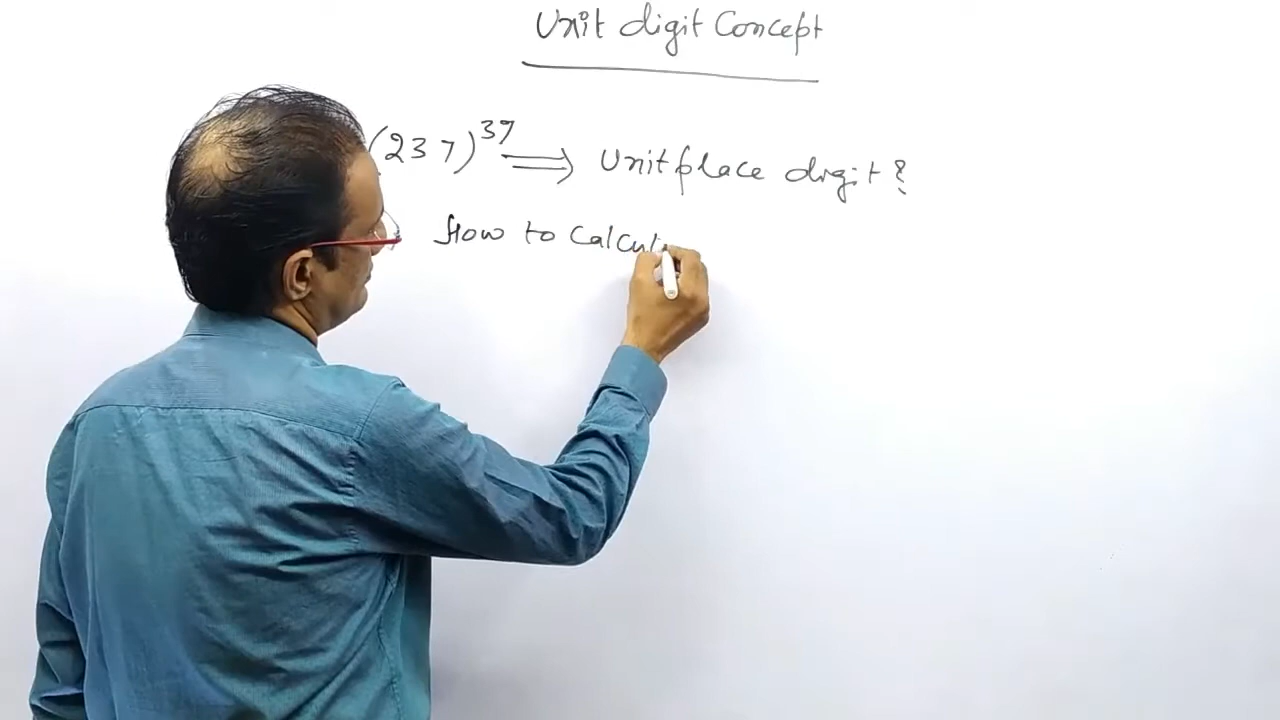 Unit digit Concept
(237)^37 ⟹ Unit place digit?
How to Calcul